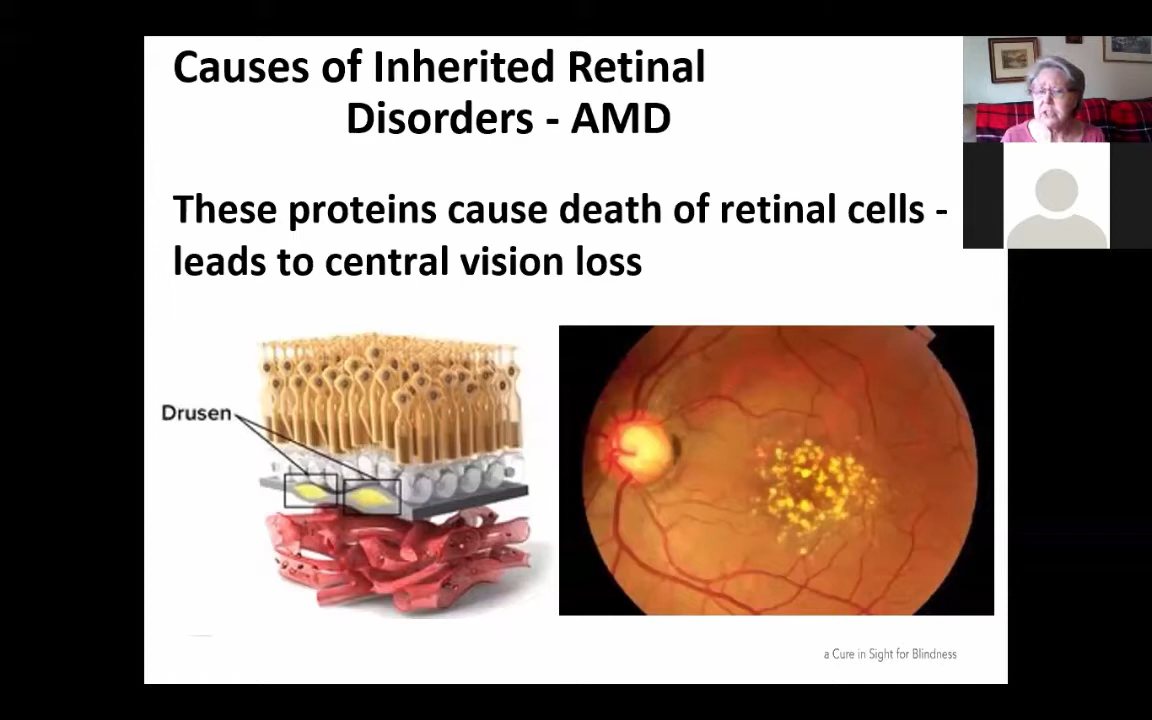 Causes of Inherited Retinal
Disorders - AMD
These proteins cause death of retinal cells -
leads to central vision loss
Drusen
a Cure in Sight for Blindness